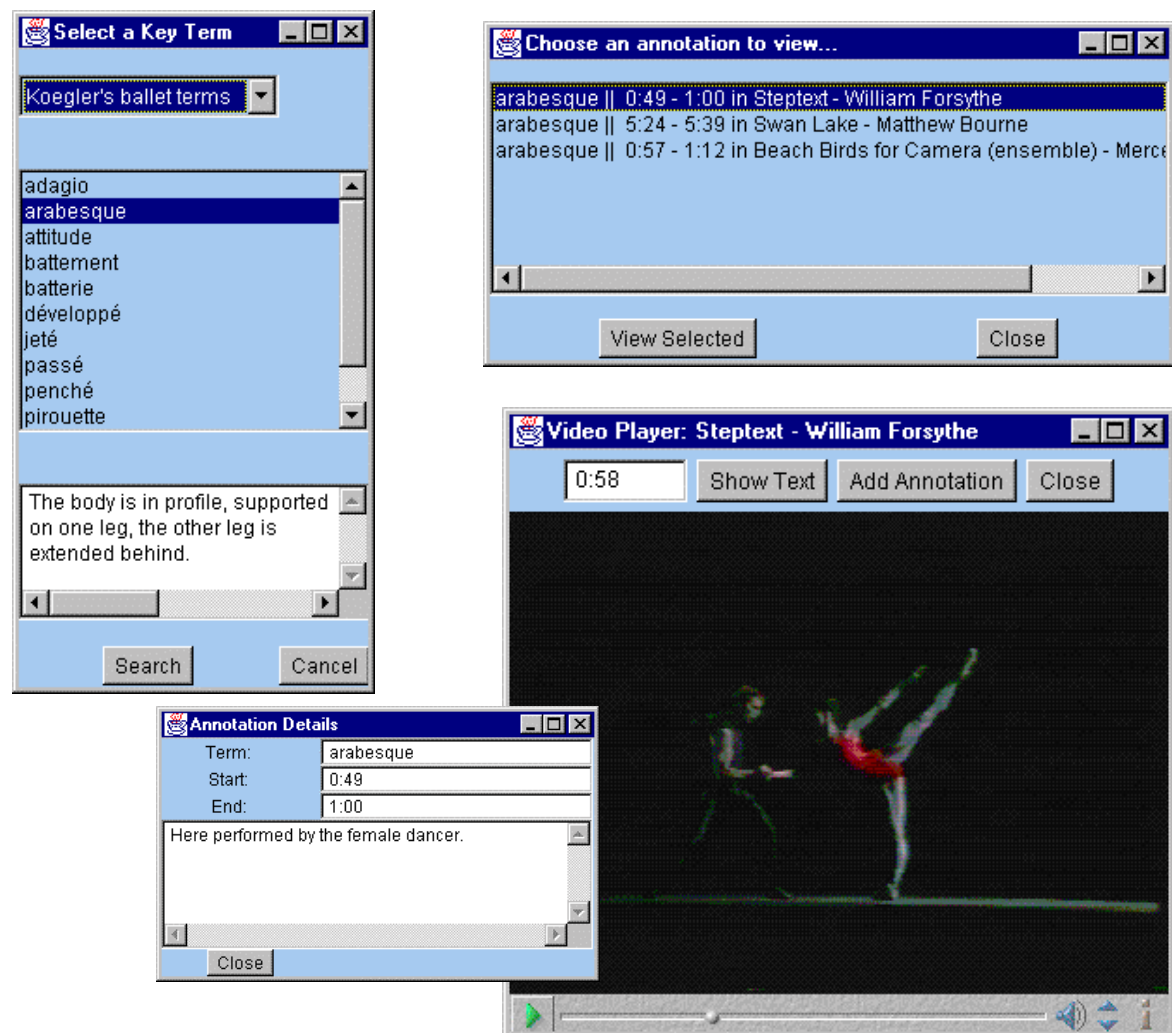 Select a Key Term
Koegler's ballet terms
adagio
arabesque
attitude
battement
batterie
développé
jeté
passé
penché
pirouette
The body is in profile, supported
on one leg, the other leg is
extended behind.
Search Cancel
Choose an annotation to view...
arabesque || 0:49 - 1:00 in Steptext - William Forsythe
arabesque || 5:24 - 5:39 in Swan Lake - Matthew Bourne
arabesque || 0:57 - 1:12 in Beach Birds for Camera (ensemble) - Merce
View Selected Close
Video Player: Steptext - William Forsythe
0:58 Show Text Add Annotation Close
Annotation Details
Term: arabesque
Start: 0:49
End: 1:00
Here performed by the female dancer.
Close